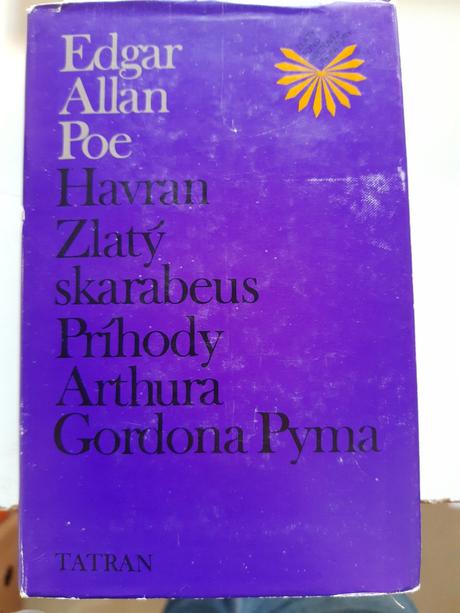 Edgar
Allan
Poe
Havran
Zlatý
skarabeus
Príhody
Arthura
Gordona Pyma
TATRAN